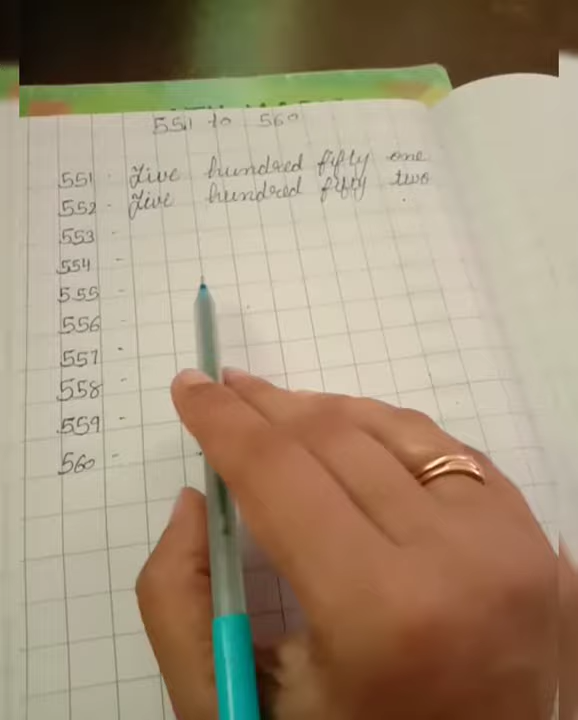 551 to 560
551 - Five hundred fifty one
552 - Five hundred fifty two
553 -
554 -
555 -
556 -
557 -
558 -
559 -
560 -